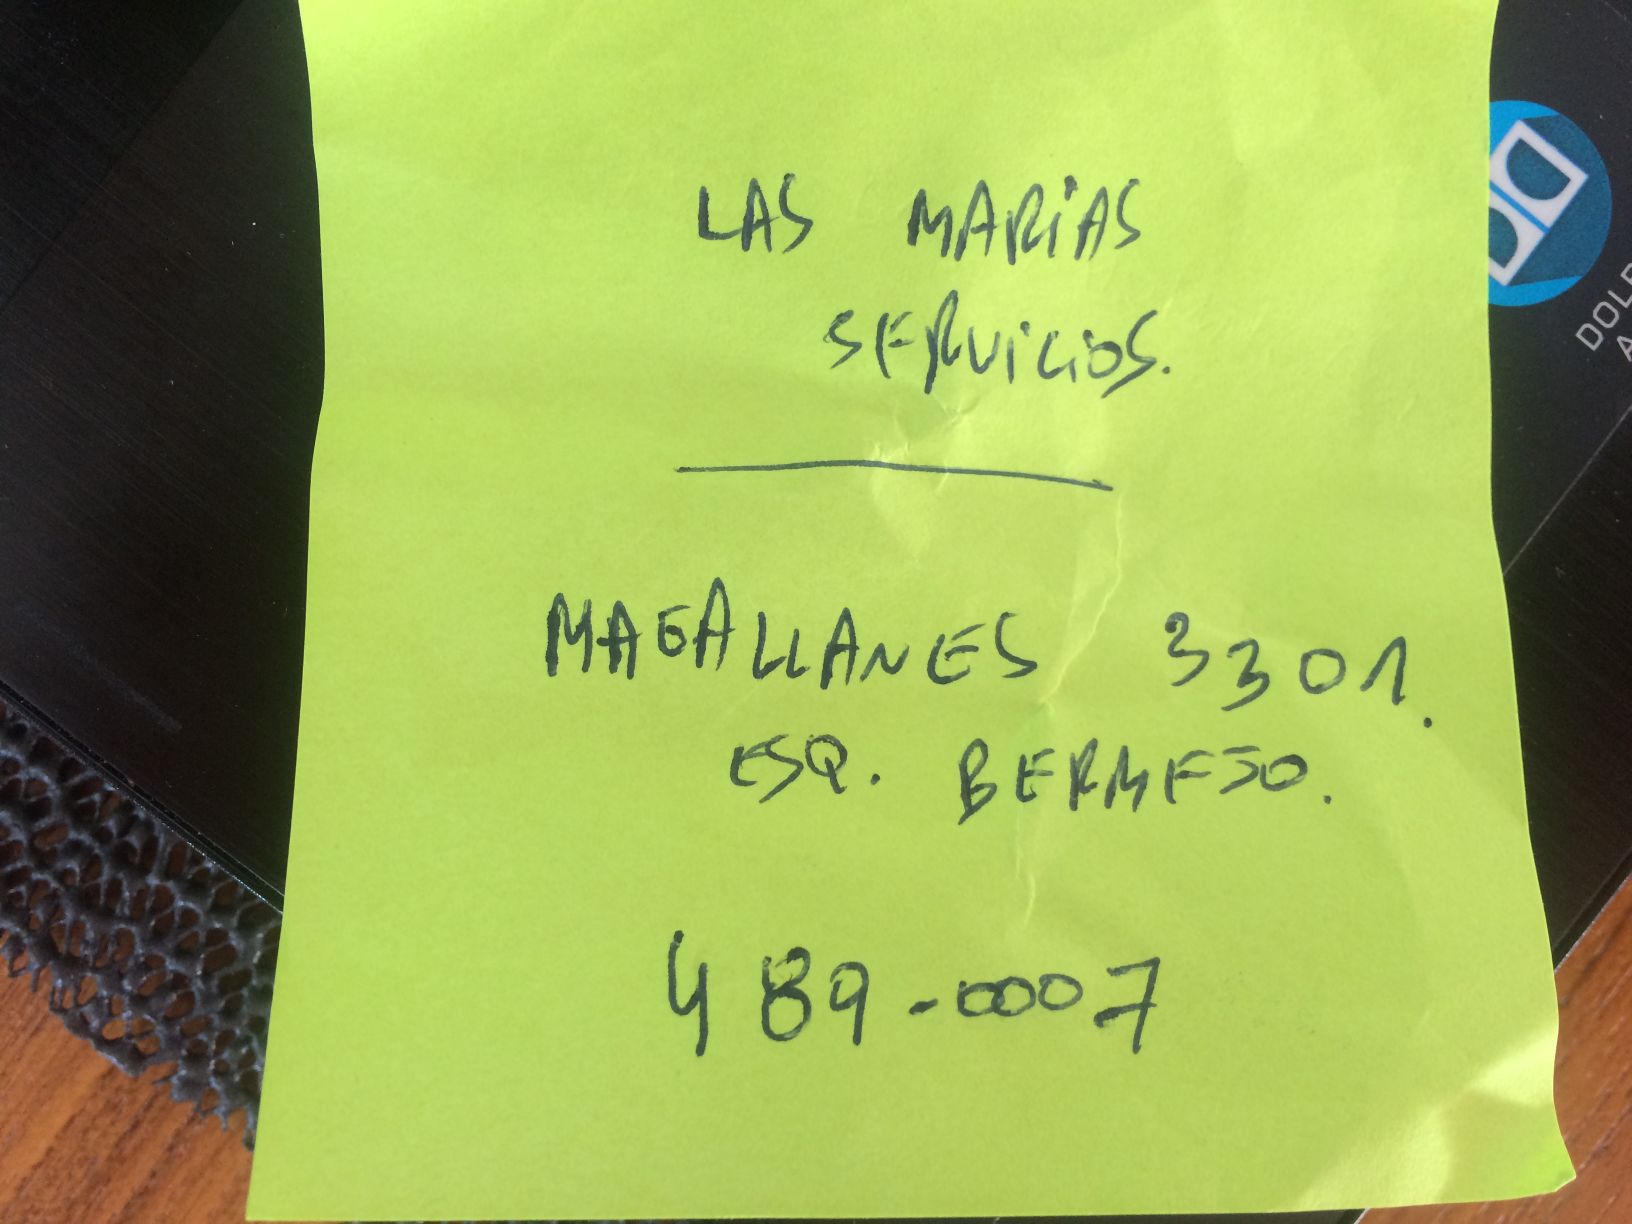 LAS MARIAS
SERVICIOS.
MAGALLANES 3301.
ESQ. BERMEJO.
489-0007